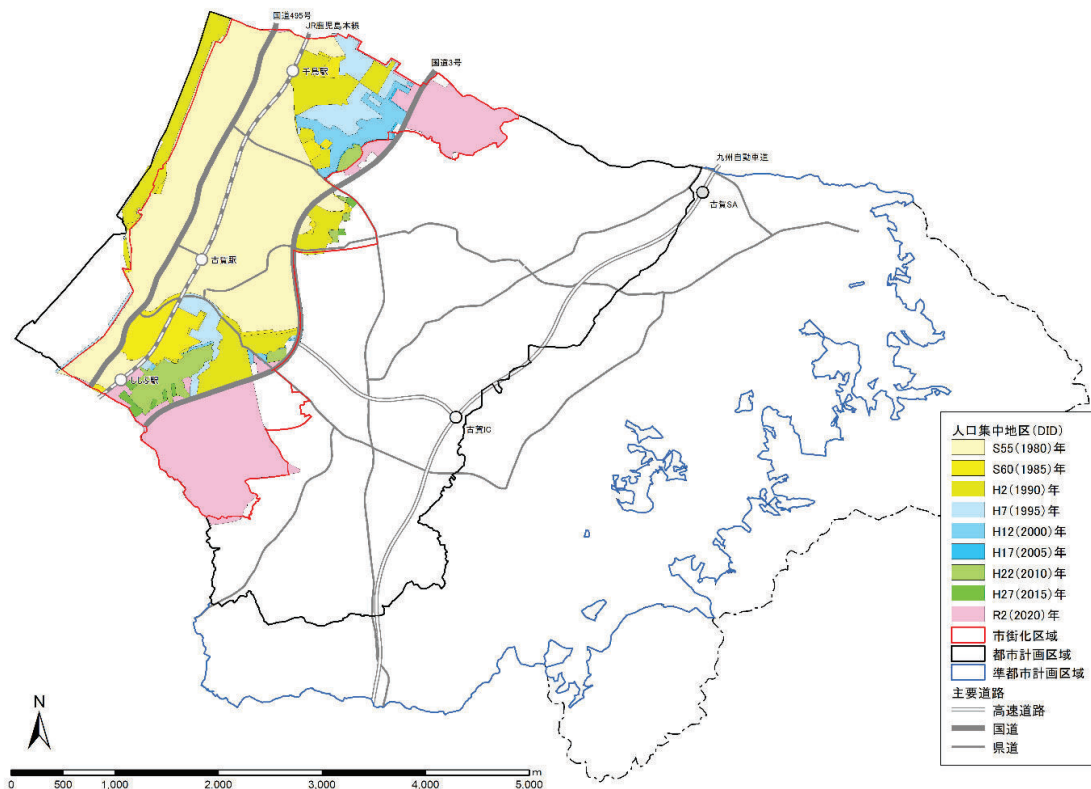 国道495号
JR鹿児島本線
国道3号
千鳥駅
九州自動車道
古賀SA
古賀駅
ししぶ駅
古賀IC
人口集中地区(DID)
S55(1980)年
S60(1985)年
H2(1990)年
H7(1995)年
H12(2000)年
H17(2005)年
H22(2010)年
H27(2015)年
R2(2020)年
市街化区域
都市計画区域
準都市計画区域
主要道路
高速道路
国道
県道
N
0 500 1,000 2,000 3,000 4,000 5,000 m